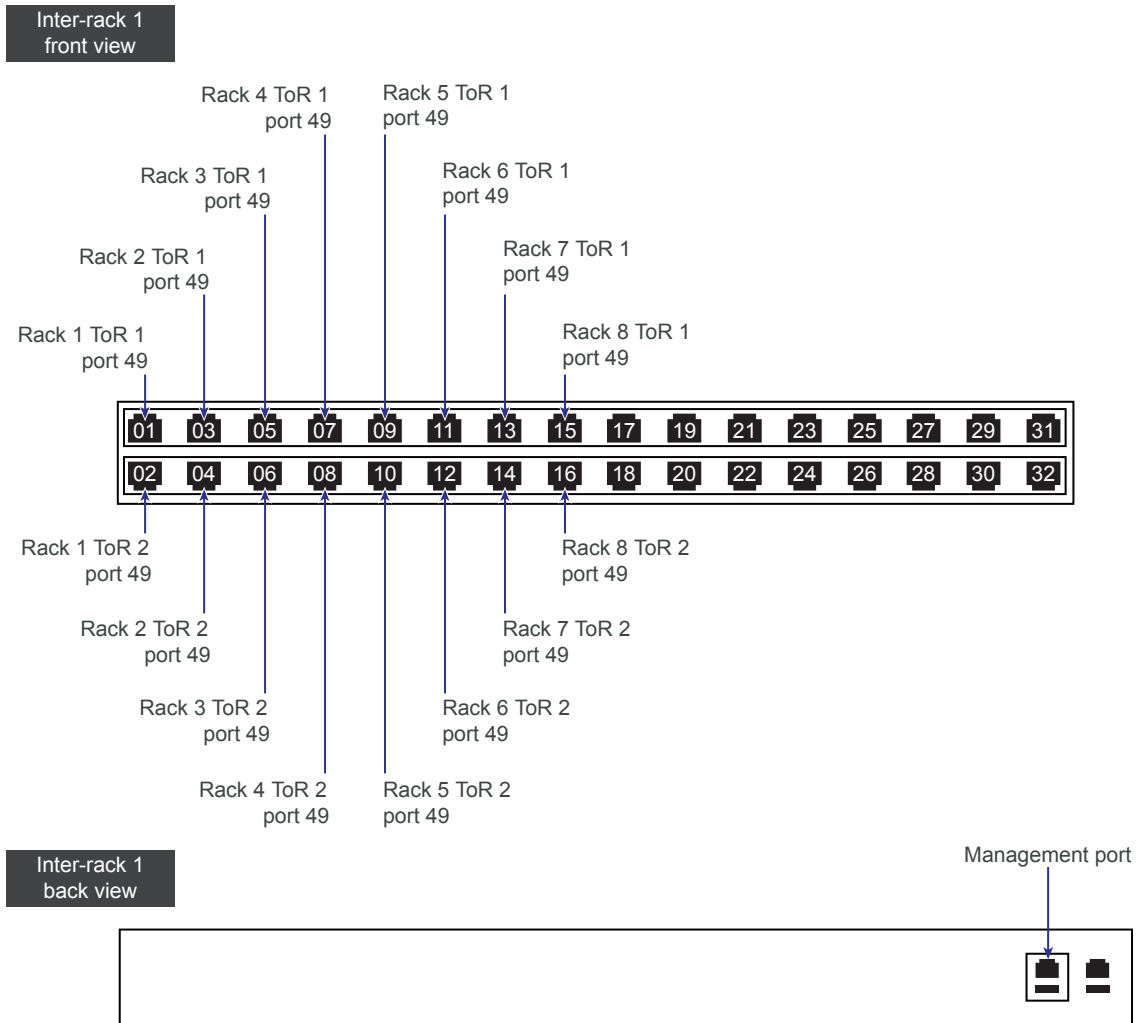 Inter-rack 1
front view
Rack 4 ToR 1
port 49
Rack 5 ToR 1
port 49
Rack 3 ToR 1
port 49
Rack 6 ToR 1
port 49
Rack 2 ToR 1
port 49
Rack 7 ToR 1
port 49
Rack 1 ToR 1
port 49
Rack 8 ToR 1
port 49
01 03 05 07 09 11 13 15 17 19 21 23 25 27 29 31
02 04 06 08 10 12 14 16 18 20 22 24 26 28 30 32
Rack 1 ToR 2
port 49
Rack 8 ToR 2
port 49
Rack 2 ToR 2
port 49
Rack 7 ToR 2
port 49
Rack 3 ToR 2
port 49
Rack 6 ToR 2
port 49
Rack 4 ToR 2
port 49
Rack 5 ToR 2
port 49
Inter-rack 1
back view
Management port